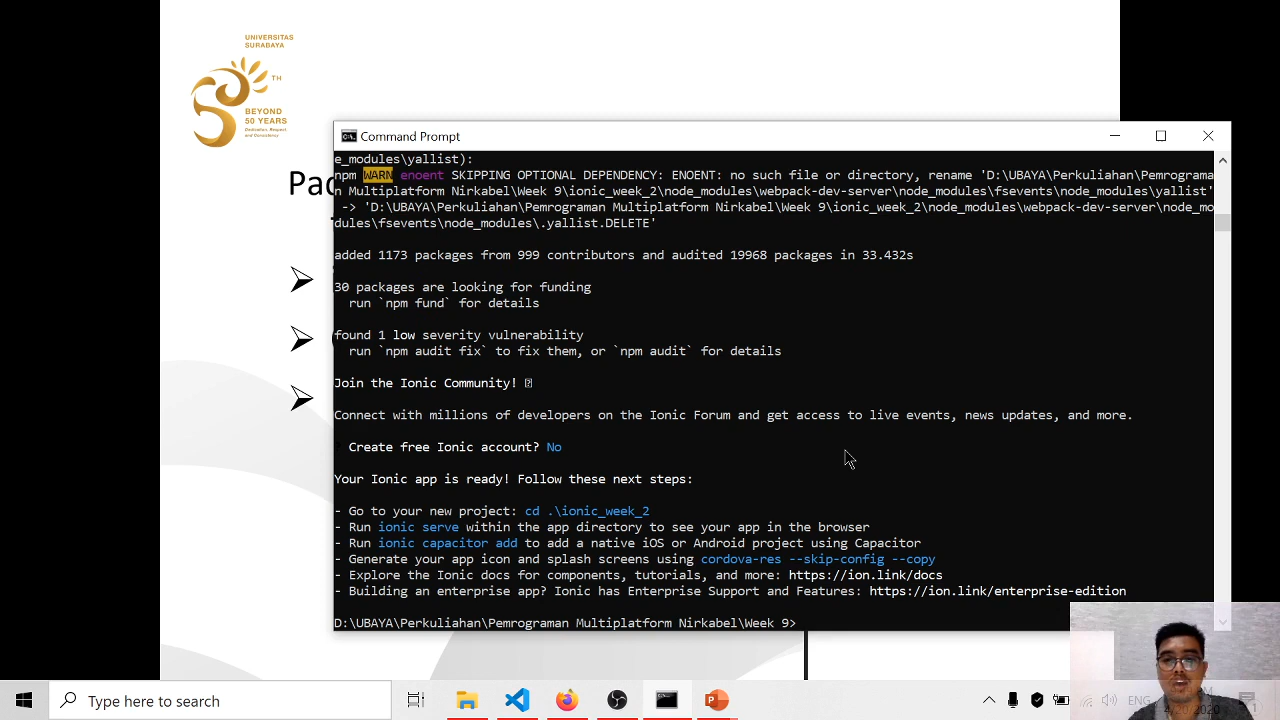 UNIVERSITAS
SURABAYA
TH
BEYOND
50 YEARS
Dedication, Respect,
and Consistency
Command Prompt
e_modules\yallist):
npm WARN enoent SKIPPING OPTIONAL DEPENDENCY: ENOENT: no such file or directory, rename 'D:\UBAYA\Perkuliahan\Pemrograma
n Multiplatform Nirkabel\Week 9\ionic_week_2\node_modules\webpack-dev-server\node_modules\fsevents\node_modules\yallist'
-> 'D:\UBAYA\Perkuliahan\Pemrograman Multiplatform Nirkabel\Week 9\ionic_week_2\node_modules\webpack-dev-server\node_mo
dules\fsevents\node_modules\.yallist.DELETE'
added 1173 packages from 999 contributors and audited 19968 packages in 33.432s
30 packages are looking for funding
run `npm fund` for details
found 1 low severity vulnerability
run `npm audit fix` to fix them, or `npm audit` for details
Join the Ionic Community!
Connect with millions of developers on the Ionic Forum and get access to live events, news updates, and more.
? Create free Ionic account? No
Your Ionic app is ready! Follow these next steps:
- Go to your new project: cd .\ionic_week_2
- Run ionic serve within the app directory to see your app in the browser
- Run ionic capacitor add to add a native iOS or Android project using Capacitor
- Generate your app icon and splash screens using cordova-res --skip-config --copy
- Explore the Ionic docs for components, tutorials, and more: https://ion.link/docs
- Building an enterprise app? Ionic has Enterprise Support and Features: https://ion.link/enterprise-edition
D:\UBAYA\Perkuliahan\Pemrograman Multiplatform Nirkabel\Week 9>
Type here to search
ENG